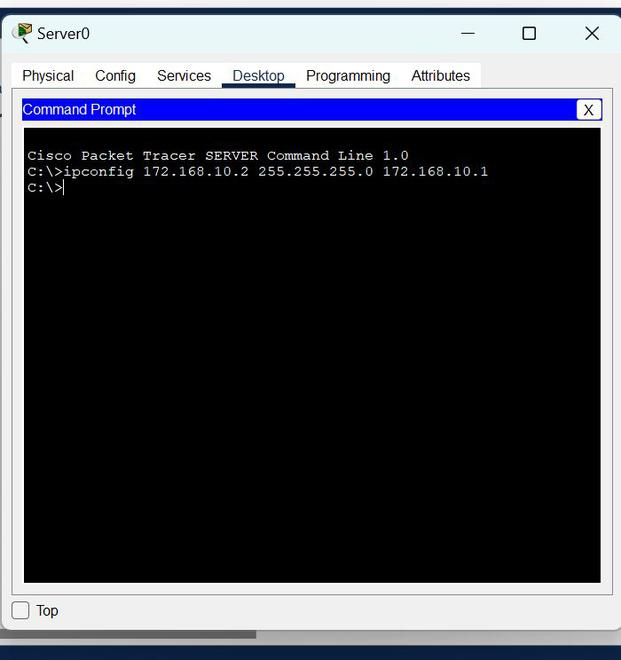 Server0
Physical Config Services Desktop Programming Attributes
Command Prompt
X
Cisco Packet Tracer SERVER Command Line 1.0
C:\>ipconfig 172.168.10.2 255.255.255.0 172.168.10.1
C:\>
Top